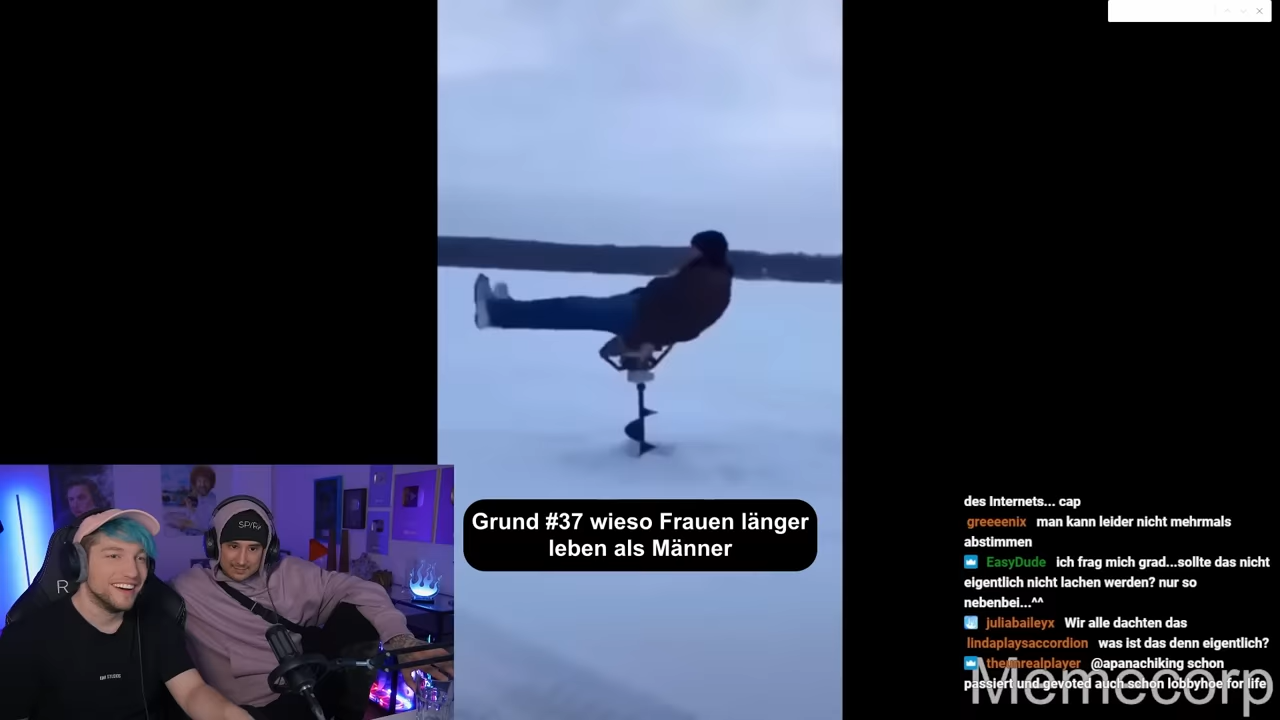 Grund #37 wieso Frauen länger
leben als Männer
SP/R
R
des Internets... cap
greeeenix man kann leider nicht mehrmals
abstimmen
EasyDude ich frag mich grad...sollte das nicht
eigentlich nicht lachen werden? nur so
nebenbei...^^
juliabaileyx Wir alle dachten das
lindaplaysaccordion was ist das denn eigentlich?
theunrealplayer @apanachiking schon
passiert und gevoted auch schon lobbyhoe for life
Memecorp